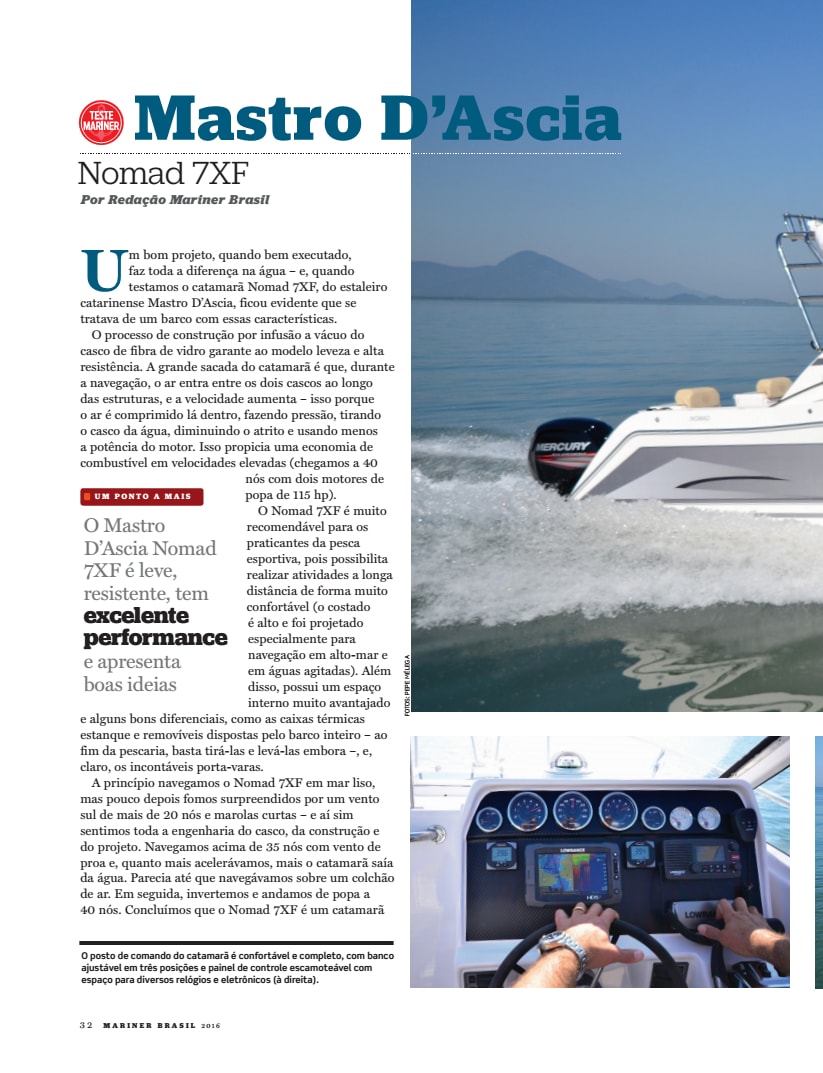 TESTE
MARINER
Mastro D'Ascia
Nomad 7XF
Por Redação Mariner Brasil
Um bom projeto, quando bem executado,
faz toda a diferença na água – e, quando
testamos o catamarã Nomad 7XF, do estaleiro
catarinense Mastro D'Ascia, ficou evidente que se
tratava de um barco com essas características.
O processo de construção por infusão a vácuo do
casco de fibra de vidro garante ao modelo leveza e alta
resistência. A grande sacada do catamarã é que, durante
a navegação, o ar entra entre os dois cascos ao longo
das estruturas, e a velocidade aumenta – isso porque
o ar é comprimido lá dentro, fazendo pressão, tirando
o casco da água, diminuindo o atrito e usando menos
a potência do motor. Isso propicia uma economia de
combustível em velocidades elevadas (chegamos a 40
nós com dois motores de
popa de 115 hp).
O Nomad 7XF é muito
recomendável para os
praticantes da pesca
esportiva, pois possibilita
realizar atividades a longa
distância de forma muito
confortável (o costado
é alto e foi projetado
especialmente para
navegação em alto-mar e
em águas agitadas). Além
disso, possui um espaço
interno muito avantajado
e alguns bons diferenciais, como as caixas térmicas
estanque e removíveis dispostas pelo barco inteiro – ao
fim da pescaria, basta tirá-las e levá-las embora –, e,
claro, os incontáveis porta-varas.
A princípio navegamos o Nomad 7XF em mar liso,
mas pouco depois fomos surpreendidos por um vento
sul de mais de 20 nós e marolas curtas – e aí sim
sentimos toda a engenharia do casco, da construção e
do projeto. Navegamos acima de 35 nós com vento de
proa e, quanto mais acelerávamos, mais o catamarã saía
da água. Parecia até que navegávamos sobre um colchão
de ar. Em seguida, invertemos e andamos de popa a
40 nós. Concluímos que o Nomad 7XF é um catamarã
UM PONTO A MAIS
O Mastro
D'Ascia Nomad
7XF é leve,
resistente, tem
excelente
performance
e apresenta
boas ideias
FOTOS: PEPE MÉLEGA
MERCURY
NOMAD
LOWRANCE
HDS
LOWRANCE
O posto de comando do catamarã é confortável e completo, com banco
ajustável em três posições e painel de controle escamoteável com
espaço para diversos relógios e eletrônicos (à direita).
32 MARINER BRASIL 2016